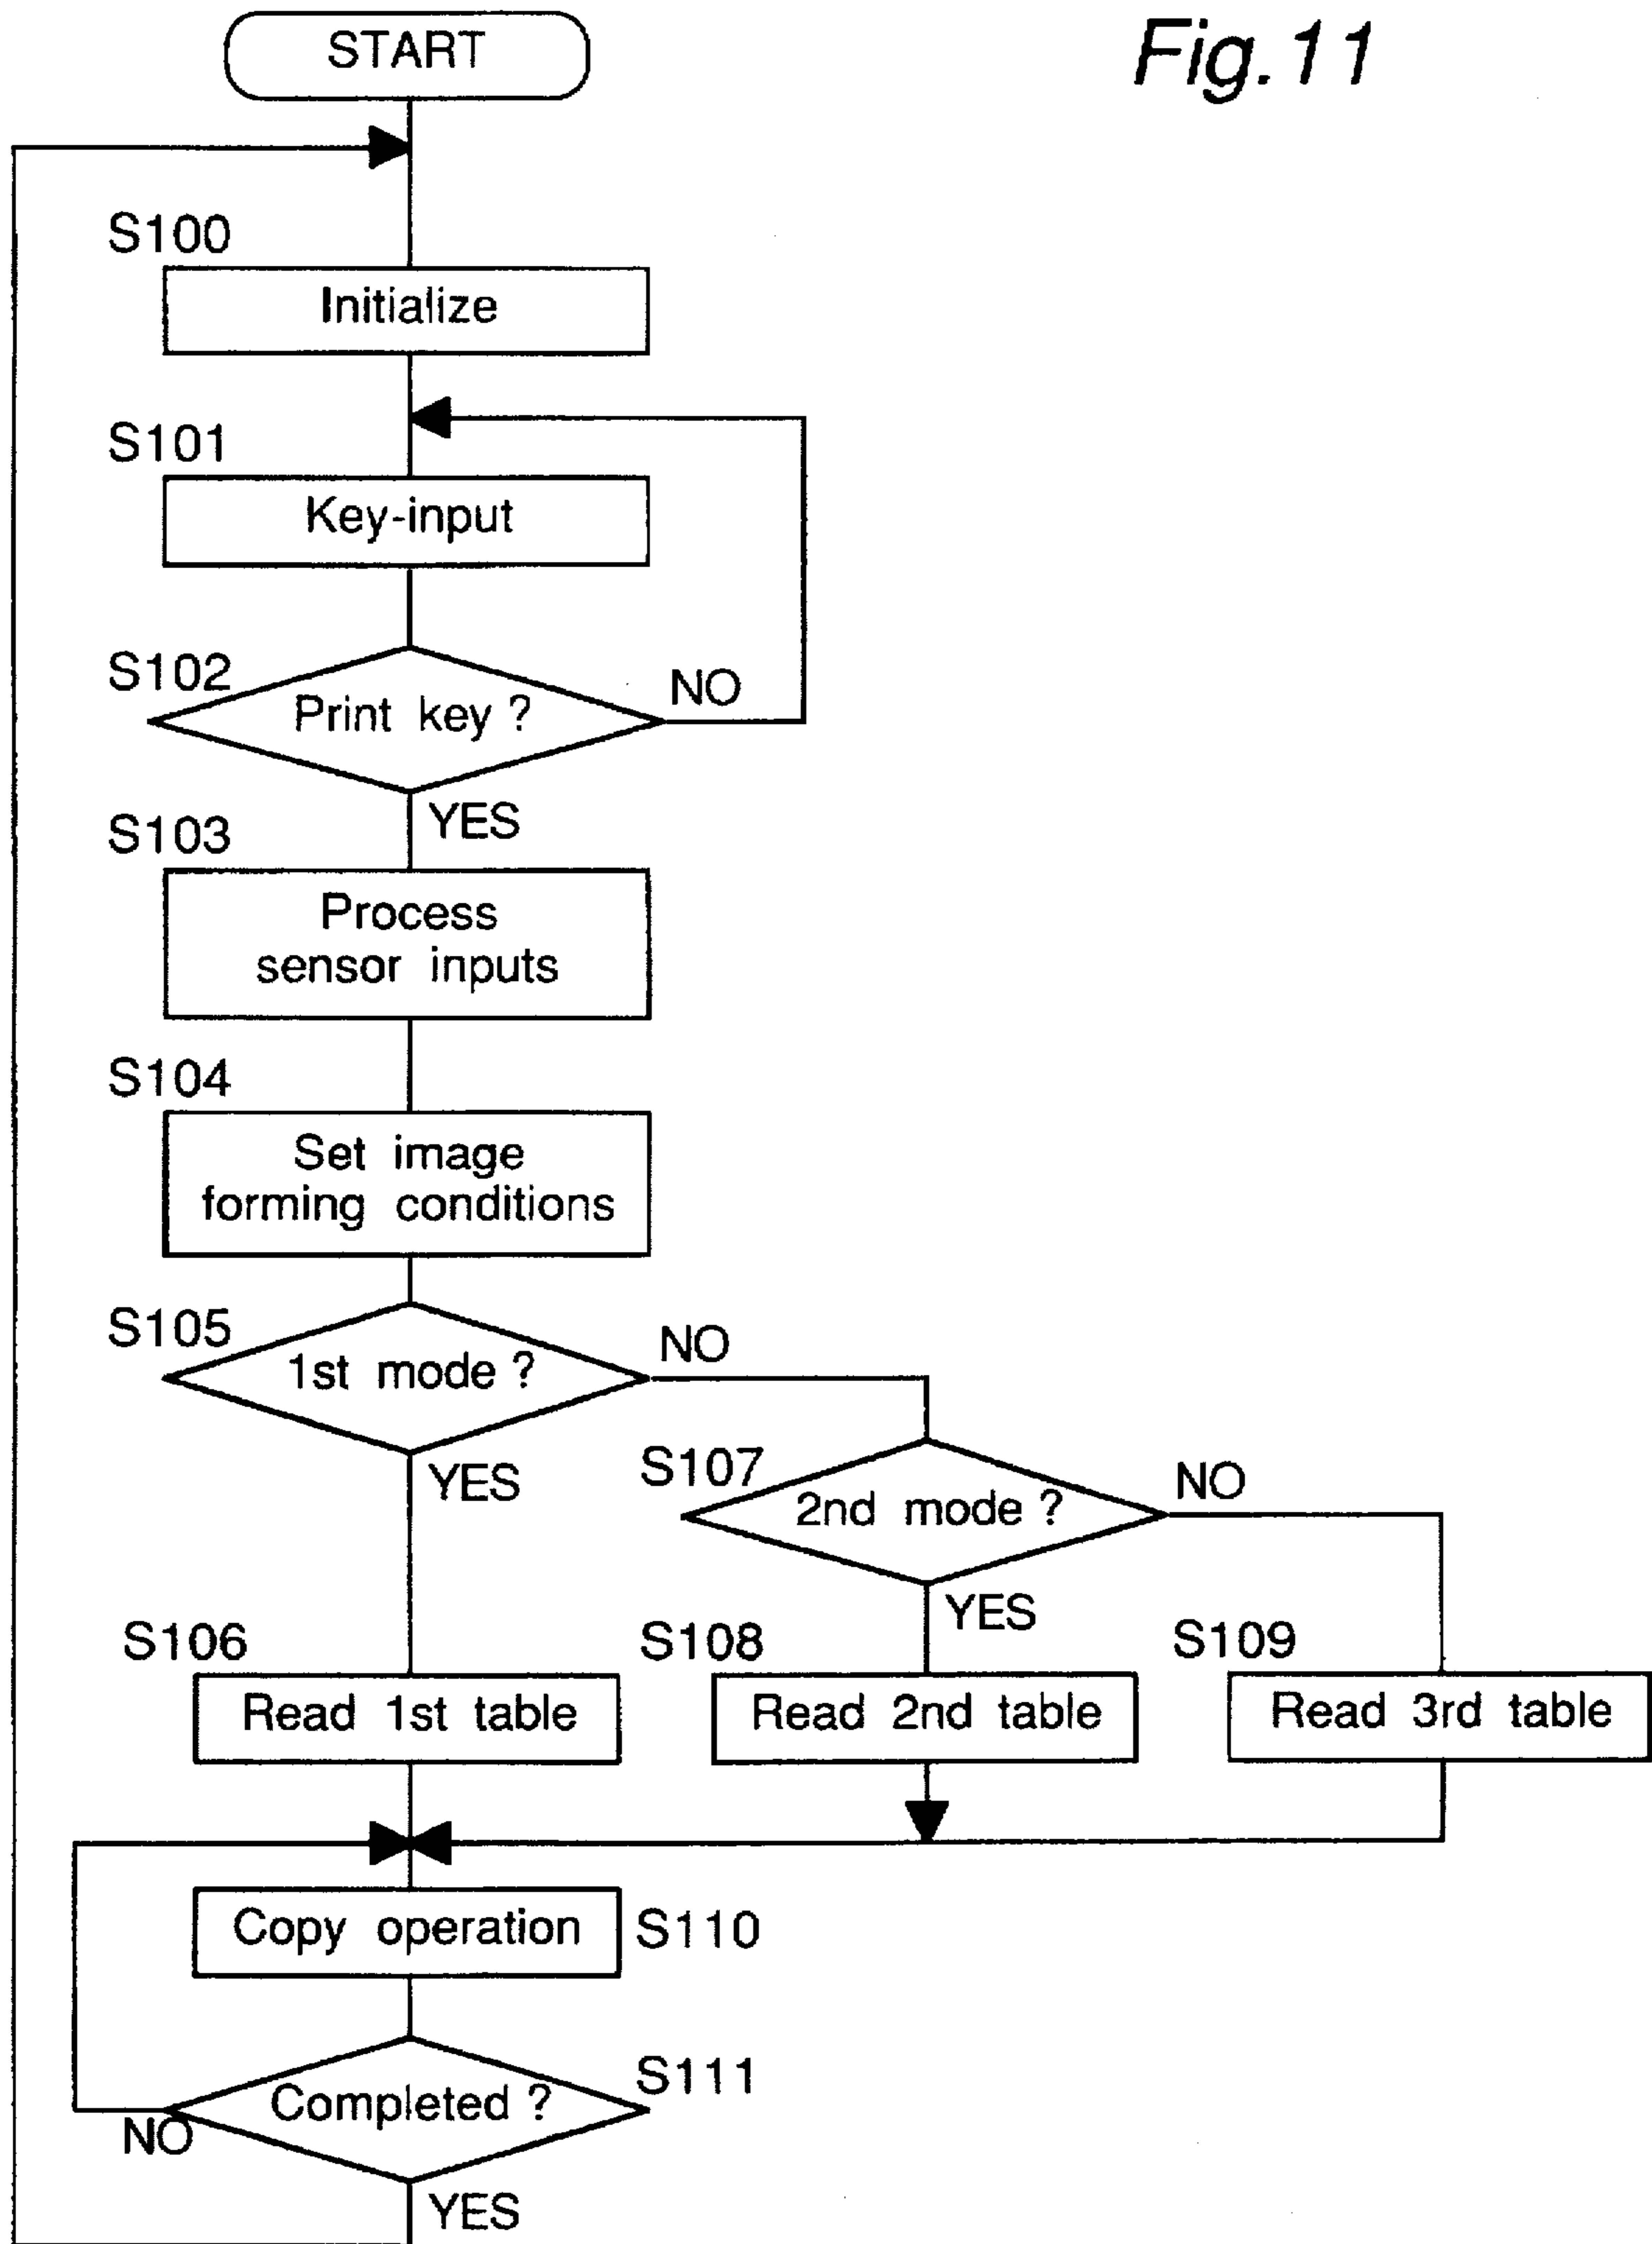 Fig.11
START
S100
Initialize
S101
Key-input
S102
Print key ?
NO
YES
S103
Process
sensor inputs
S104
Set image
forming conditions
S105
1st mode ?
NO
YES
S107
2nd mode ?
NO
YES
S106
Read 1st table
S108
Read 2nd table
S109
Read 3rd table
Copy operation
S110
Completed ?
S111
NO
YES